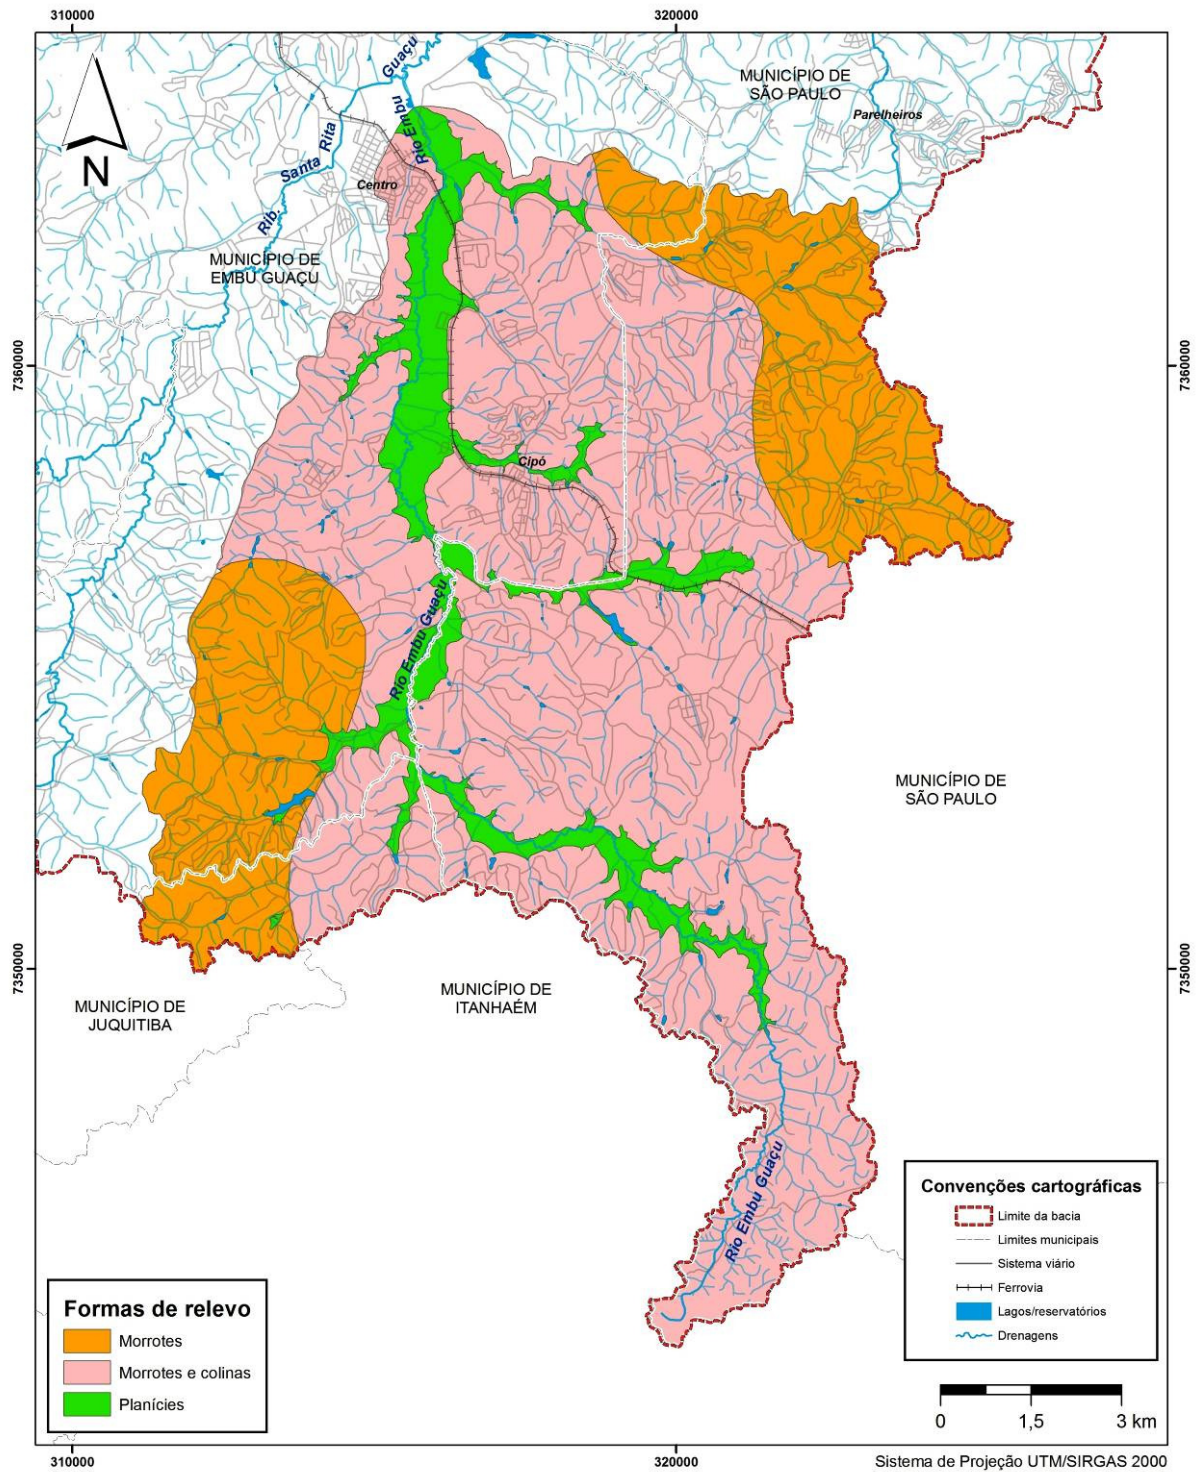 310000
320000
Guaçu
Rio Embu
MUNICÍPIO DE
SÃO PAULO
Parelheiros
Santa Rita
Rib.
Centro
N
MUNICÍPIO DE
EMBU GUAÇU
7360000
7360000
Cipó
Rio Embu Guaçu
MUNICÍPIO DE
SÃO PAULO
7350000
7350000
MUNICÍPIO DE
JUQUITIBA
MUNICÍPIO DE
ITANHAÉM
Rio Embu Guaçu
Convenções cartográficas
Limite da bacia
Limites municipais
Sistema viário
Ferrovia
Lagos/reservatórios
Drenagens
Formas de relevo
Morrotes
Morrotes e colinas
Planícies
0 1,5 3 km
310000
320000
Sistema de Projeção UTM/SIRGAS 2000